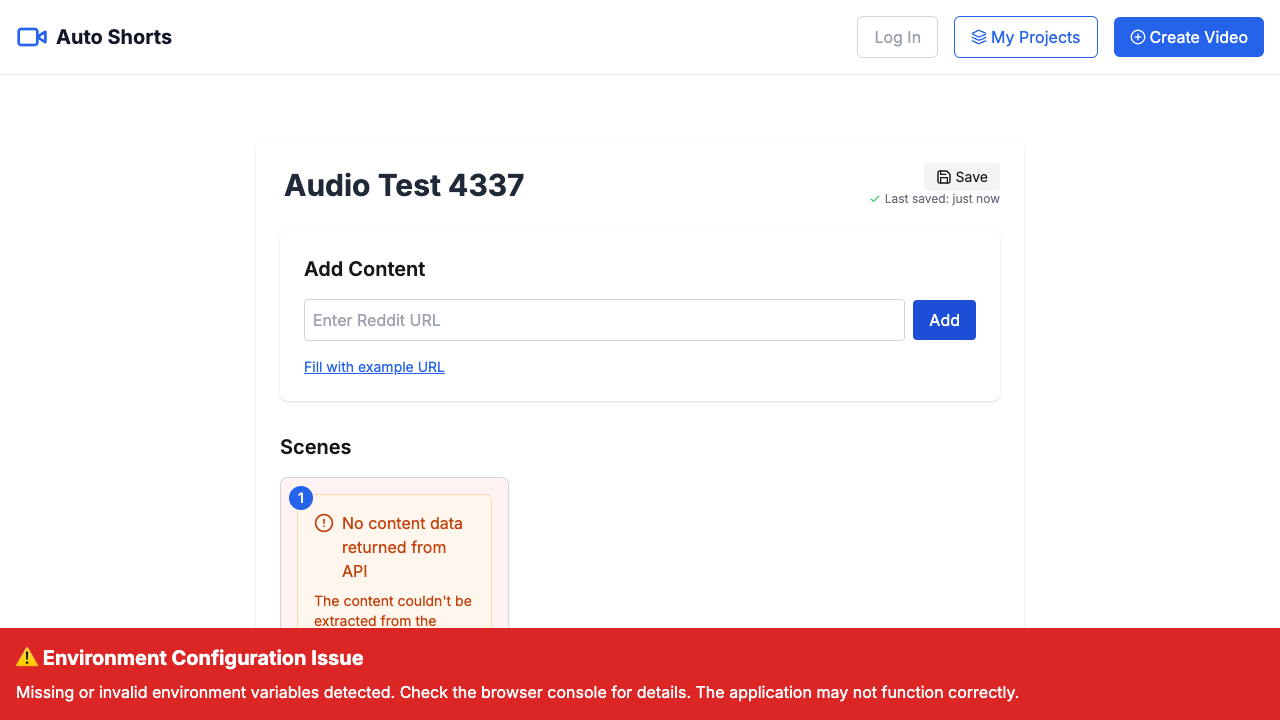 Auto Shorts
Log In
My Projects
Create Video
Audio Test 4337
Save
Last saved: just now
Add Content
Enter Reddit URL
Add
Fill with example URL
Scenes
1
No content data
returned from
API
The content couldn't be
extracted from the
Environment Configuration Issue
Missing or invalid environment variables detected. Check the browser console for details. The application may not function correctly.